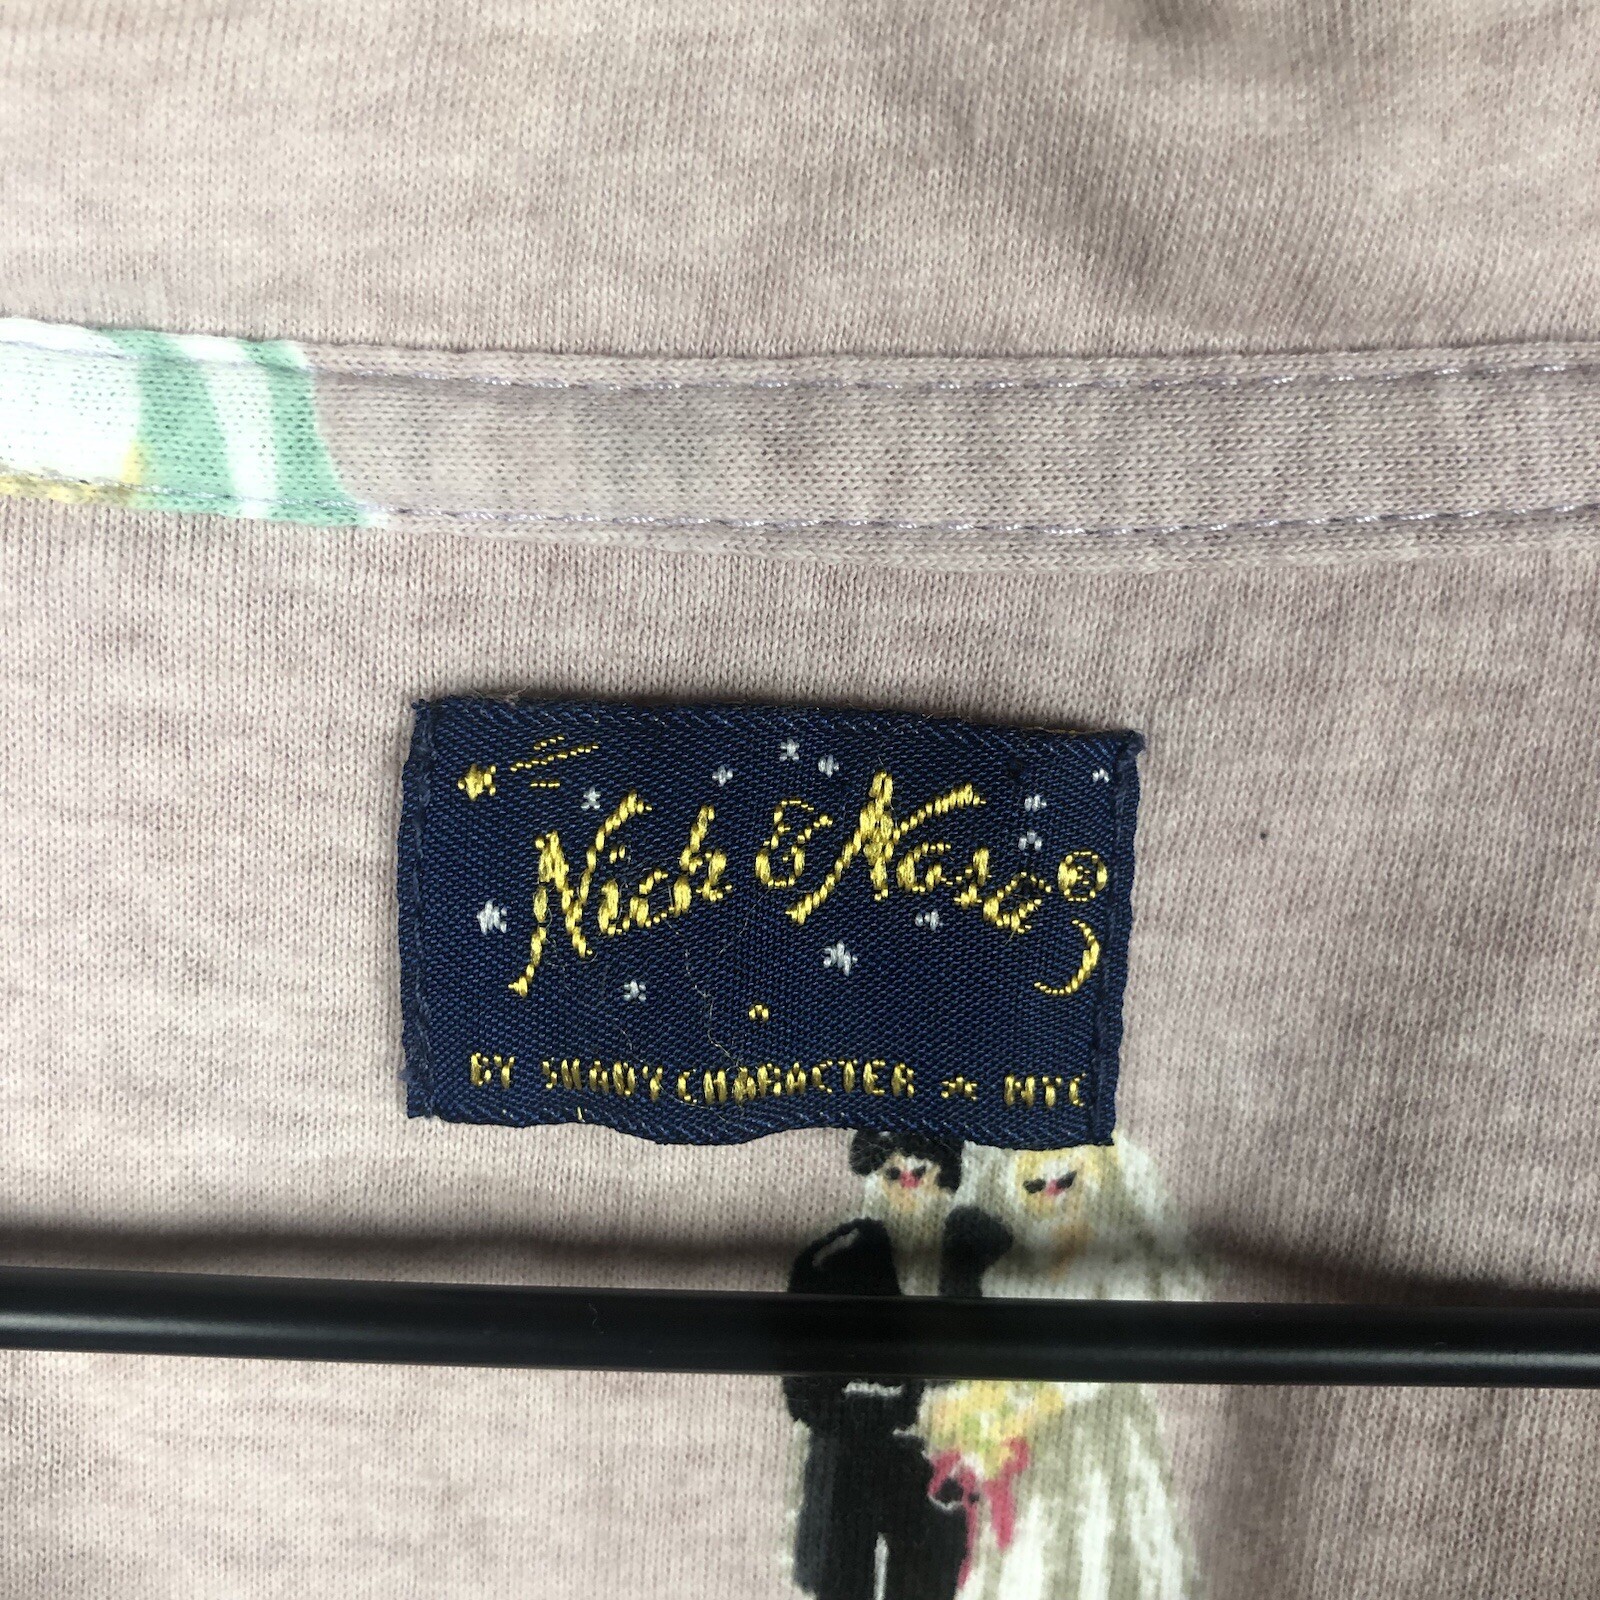 Nick & Nora®
BY SHADY CHARACTER ★ NYC